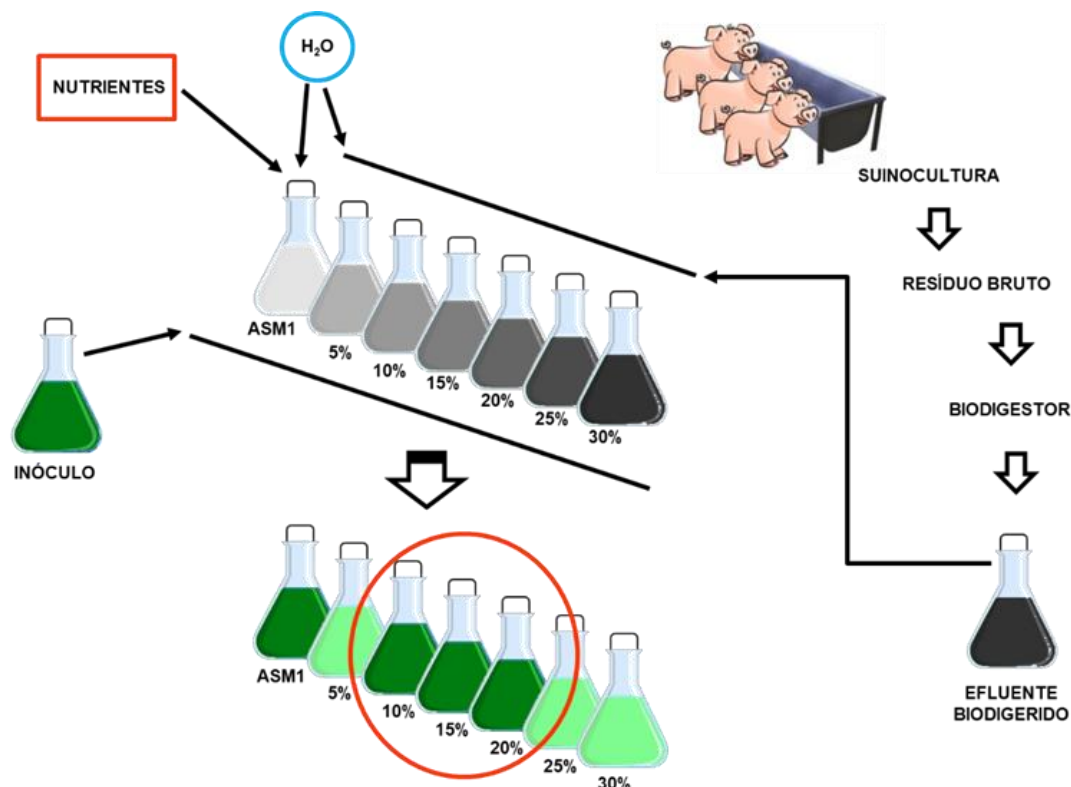 H₂O
NUTRIENTES
SUINOCULTURA
RESÍDUO BRUTO
BIODIGESTOR
EFLUENTE
BIODIGERIDO
ASM1
5%
10%
15%
20%
25%
30%
INÓCULO
ASM1
5%
10%
15%
20%
25%
30%